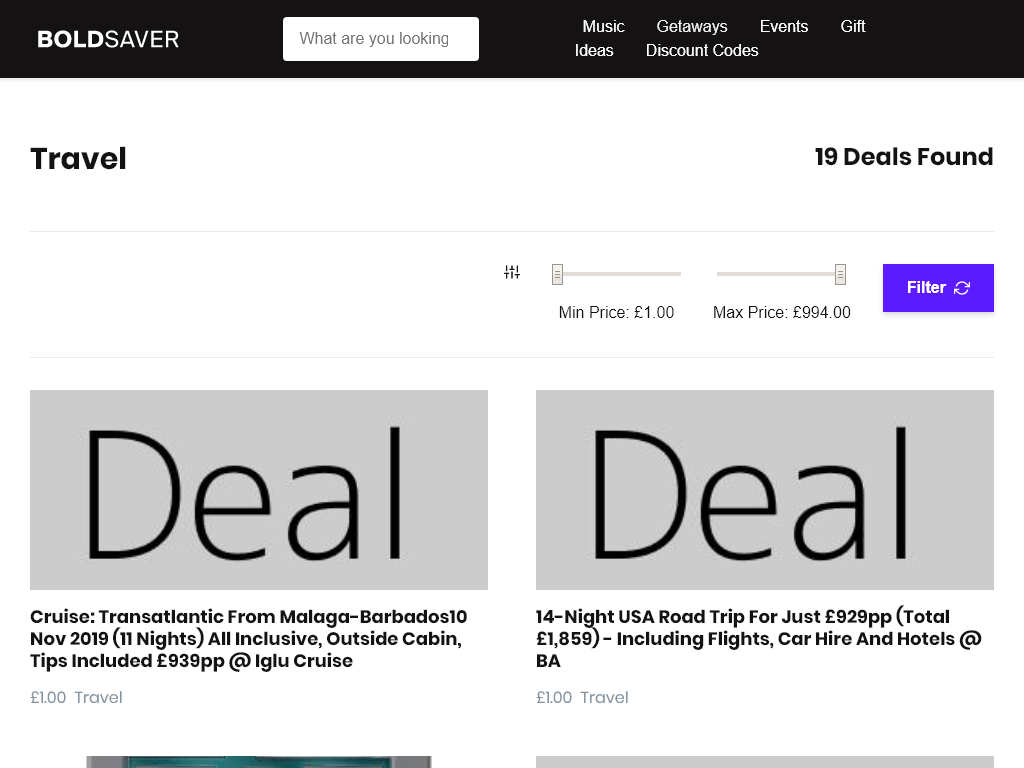 BOLDSAVER
What are you looking
Music Getaways Events Gift
Ideas Discount Codes
Travel
19 Deals Found
Min Price: £1.00
Max Price: £994.00
Filter
Deal
Deal
Cruise: Transatlantic From Malaga-Barbados10
Nov 2019 (11 Nights) All Inclusive, Outside Cabin,
Tips Included £939pp @ Iglu Cruise
£1.00 Travel
14-Night USA Road Trip For Just £929pp (Total
£1,859) - Including Flights, Car Hire And Hotels @
BA
£1.00 Travel